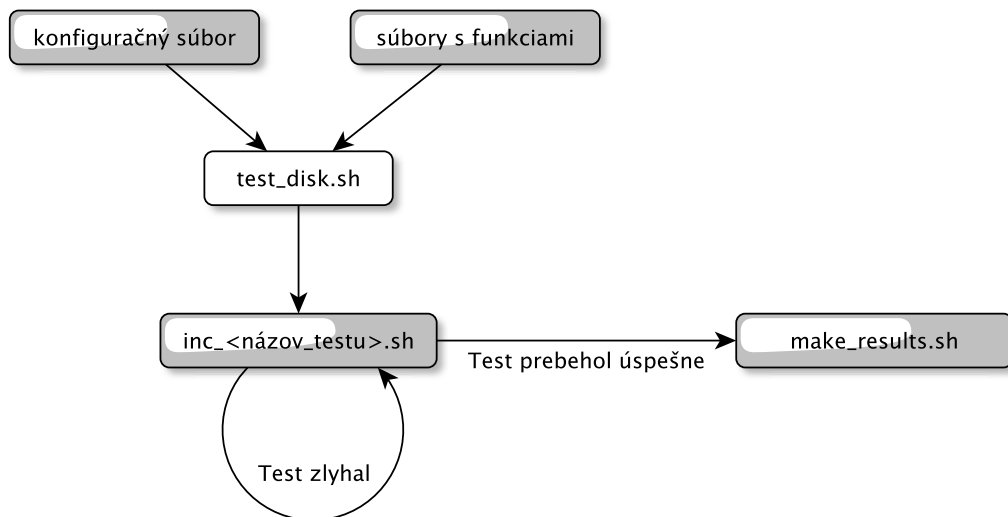 konfiguračný súbor
súbory s funkciami
test_disk.sh
inc_<názov_testu>.sh
Test prebehol úspešne
make_results.sh
Test zlyhal